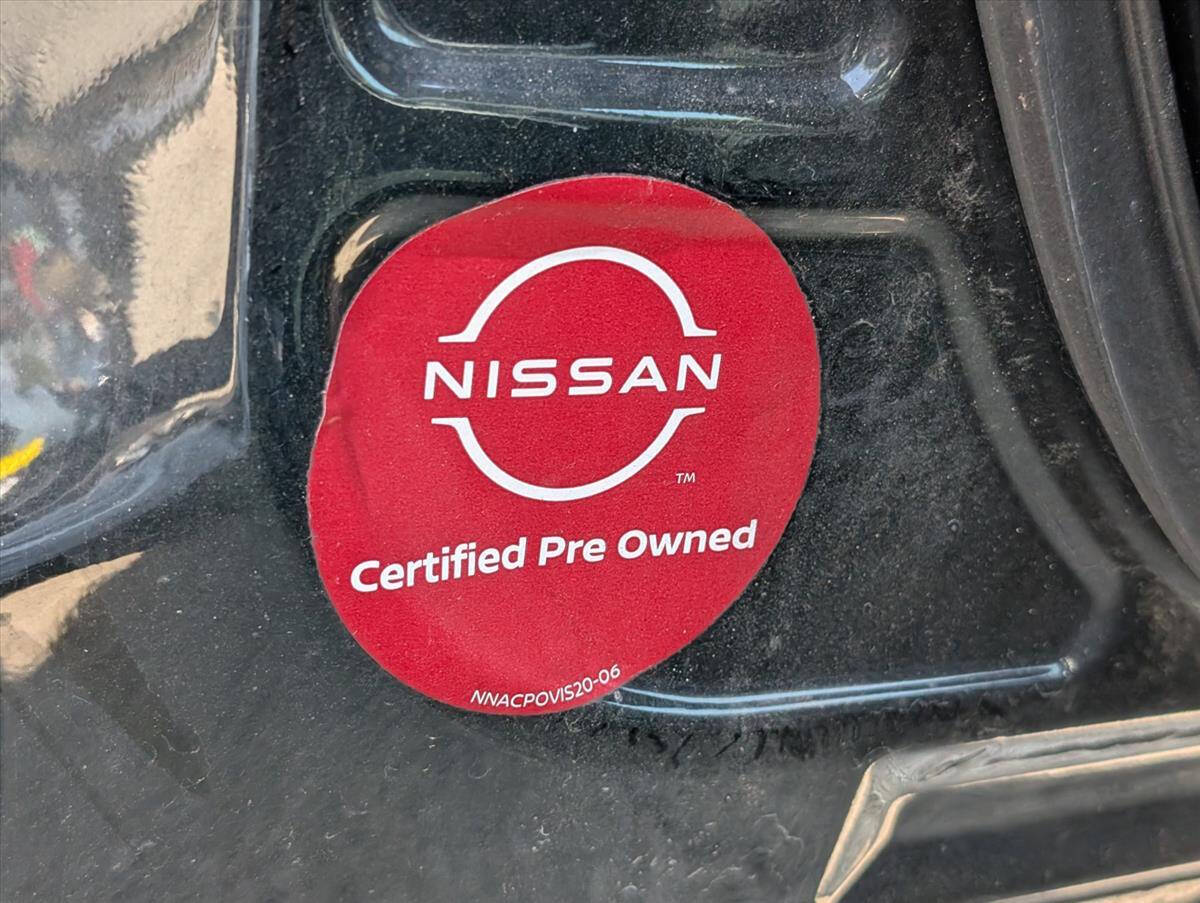 NISSAN
TM
Certified Pre Owned
NNACPOVIS20-06